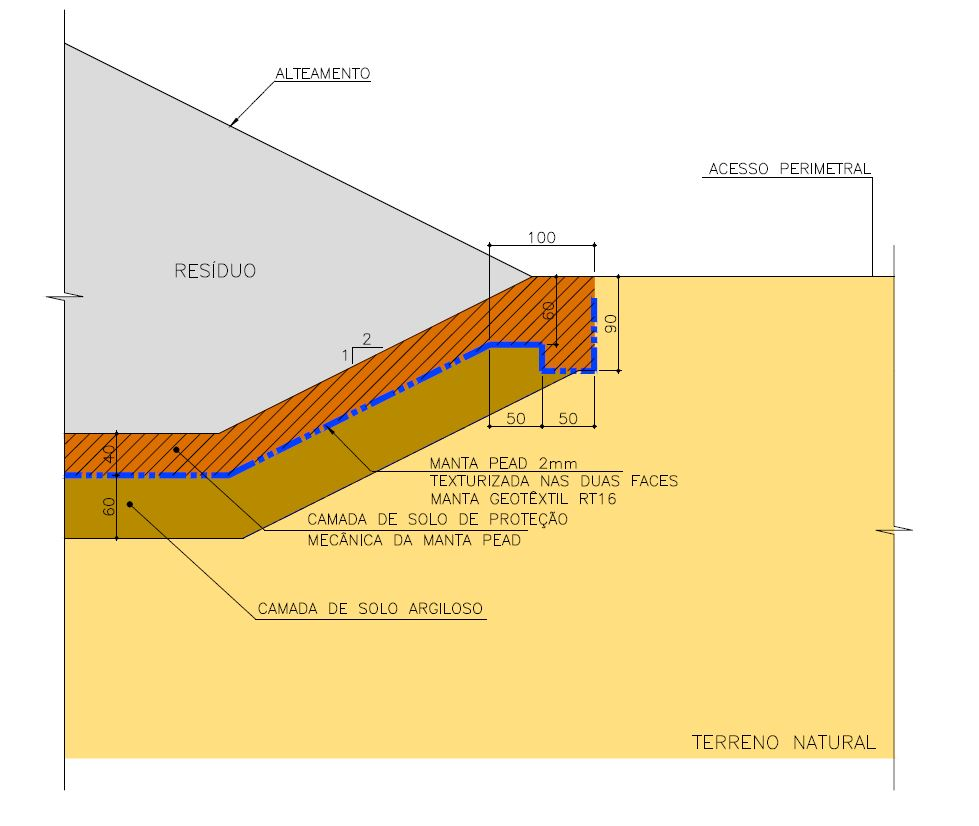 ALTEAMENTO
ACESSO PERIMETRAL
100
RESÍDUO
60
90
2
1
50
50
40
MANTA PEAD 2mm
TEXTURIZADA NAS DUAS FACES
MANTA GEOTÊXTIL RT16
60
CAMADA DE SOLO DE PROTEÇÃO
MECÂNICA DA MANTA PEAD
CAMADA DE SOLO ARGILOSO
TERRENO NATURAL